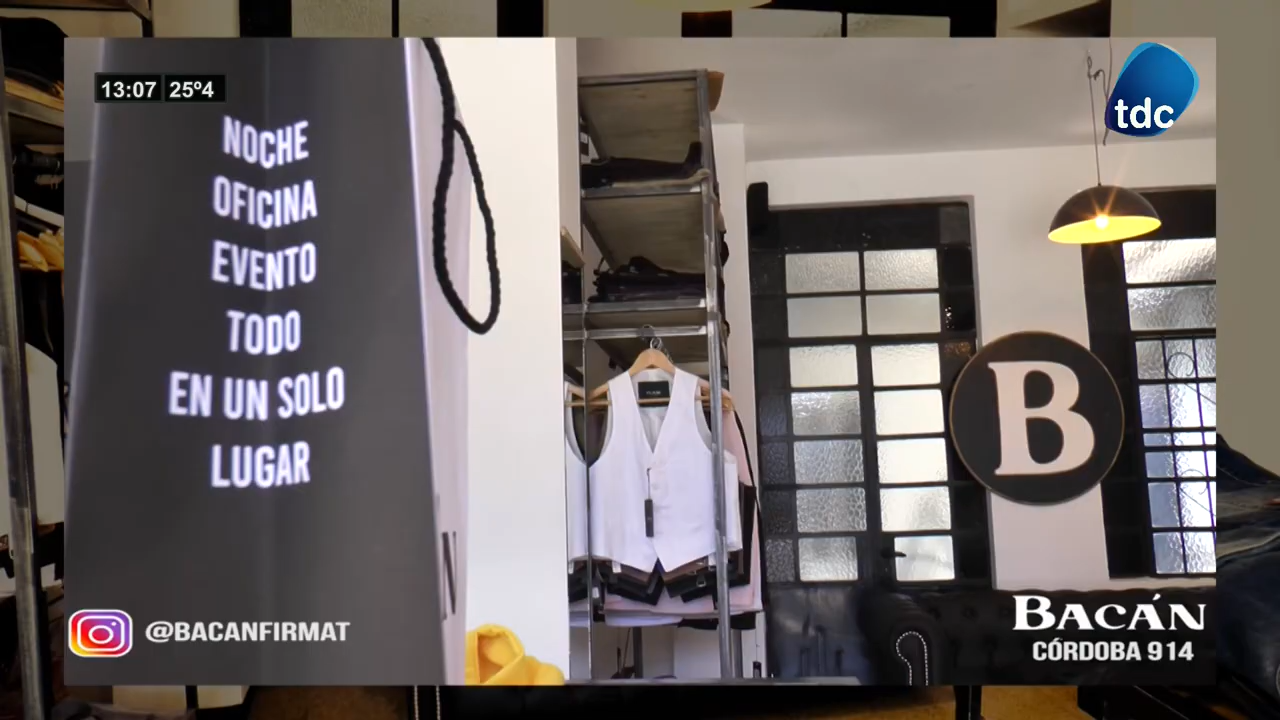 13:07 25º4
tdc
NOCHE
OFICINA
EVENTO
TODO
EN UN SOLO
LUGAR
B
N
@BACANFIRMAT
BACÁN
CÓRDOBA 914